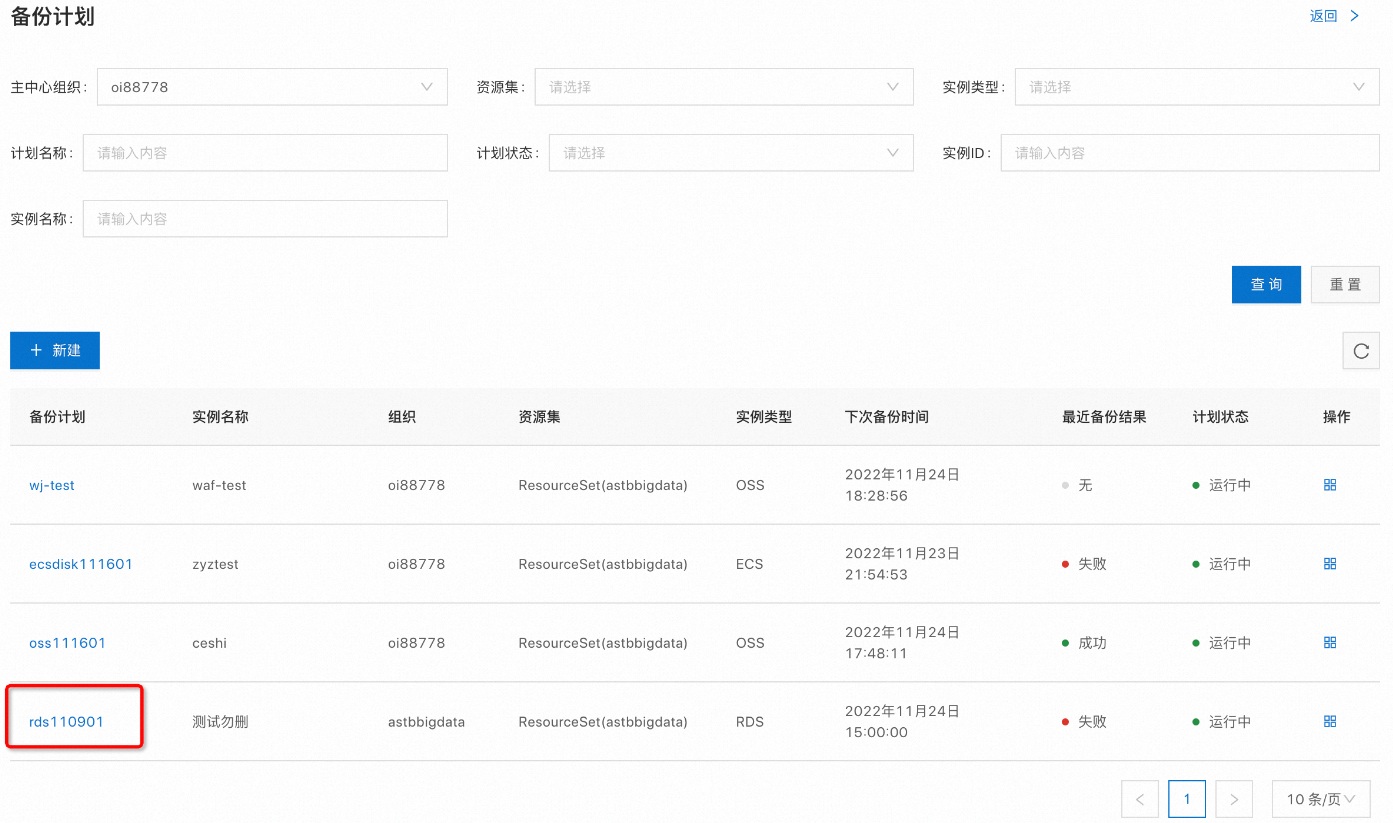 备份计划
返回
主中心组织: oi88778
资源集: 请选择
实例类型: 请选择
计划名称: 请输入内容
计划状态: 请选择
实例ID: 请输入内容
实例名称: 请输入内容
查 询
重 置
+ 新建
备份计划 实例名称 组织 资源集 实例类型 下次备份时间 最近备份结果 计划状态 操作
wj-test waf-test oi88778 ResourceSet(astbbigdata) OSS 2022年11月24日
18:28:56 无 运行中
ecsdisk111601 zyztest oi88778 ResourceSet(astbbigdata) ECS 2022年11月23日
21:54:53 失败 运行中
oss111601 ceshi oi88778 ResourceSet(astbbigdata) OSS 2022年11月24日
17:48:11 成功 运行中
rds110901 测试勿删 astbbigdata ResourceSet(astbbigdata) RDS 2022年11月24日
15:00:00 失败 运行中
< 1 > 10 条/页